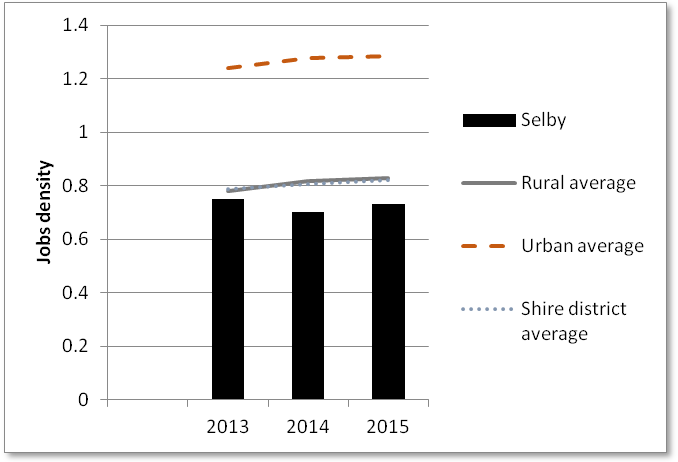 1.4
1.2
1
0.8
0.6
0.4
0.2
0
Jobs density
2013 2014 2015
Selby
Rural average
Urban average
Shire district
average